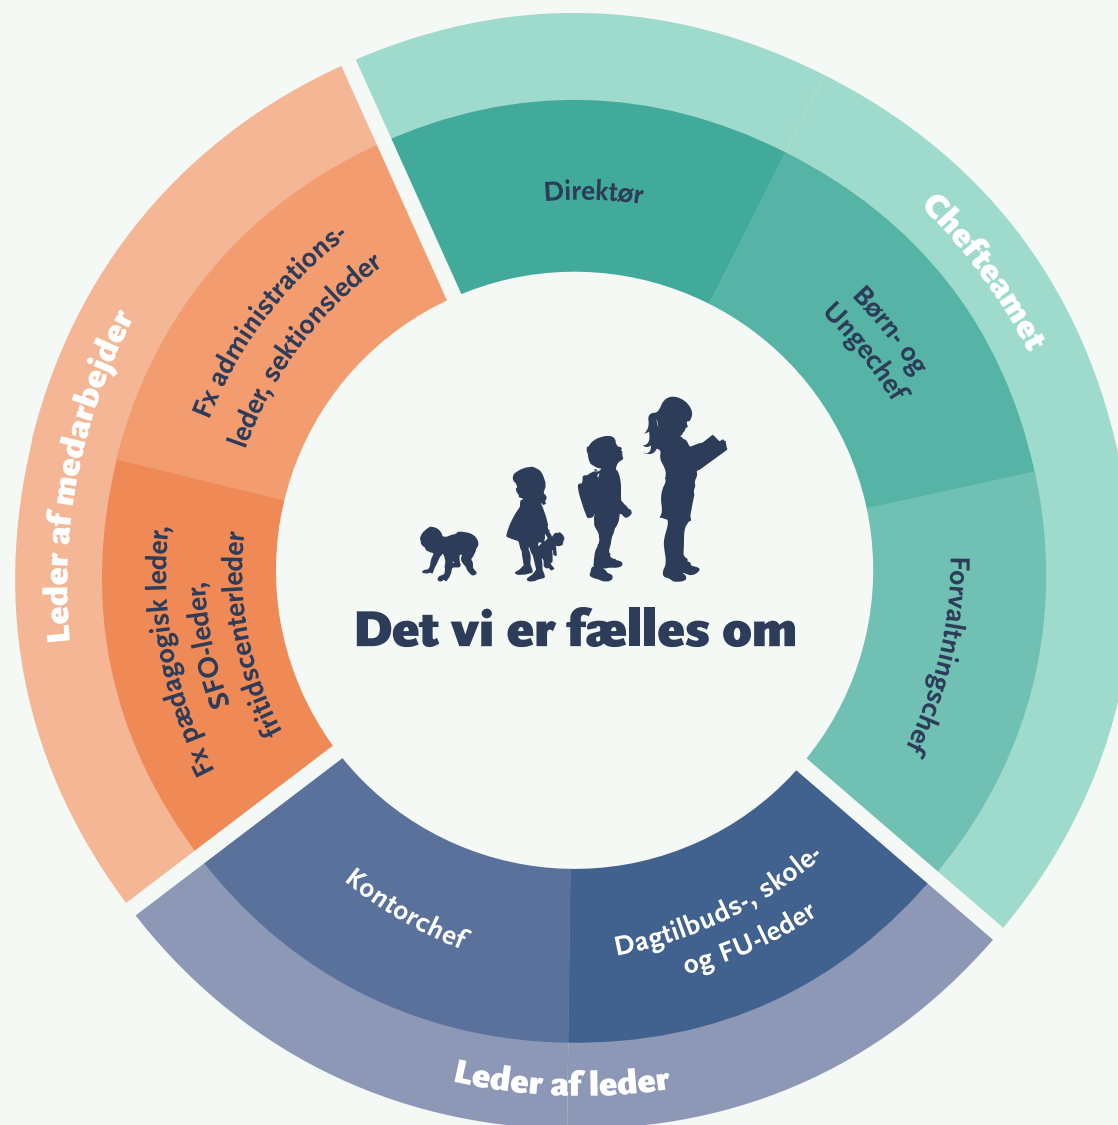 Direktør
Chefteamet
Børn- og
Ungechef
Forvaltningschef
Dagtilbuds-, skole-
og FU-leder
Leder af leder
Kontorchef
Fx pædagogisk leder,
SFO-leder,
fritidscenterleder
Leder af medarbejder
Fx administrations-
leder, sektionsleder
Det vi er fælles om